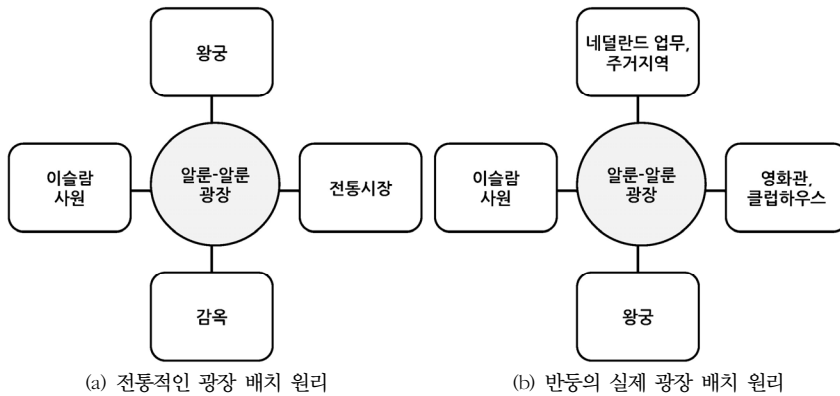 왕궁
이슬람
사원
알룬-알룬
광장
전통시장
감옥
(a) 전통적인 광장 배치 원리
네덜란드 업무,
주거지역
이슬람
사원
알룬-알룬
광장
영화관,
클럽하우스
왕궁
(b) 반둥의 실제 광장 배치 원리